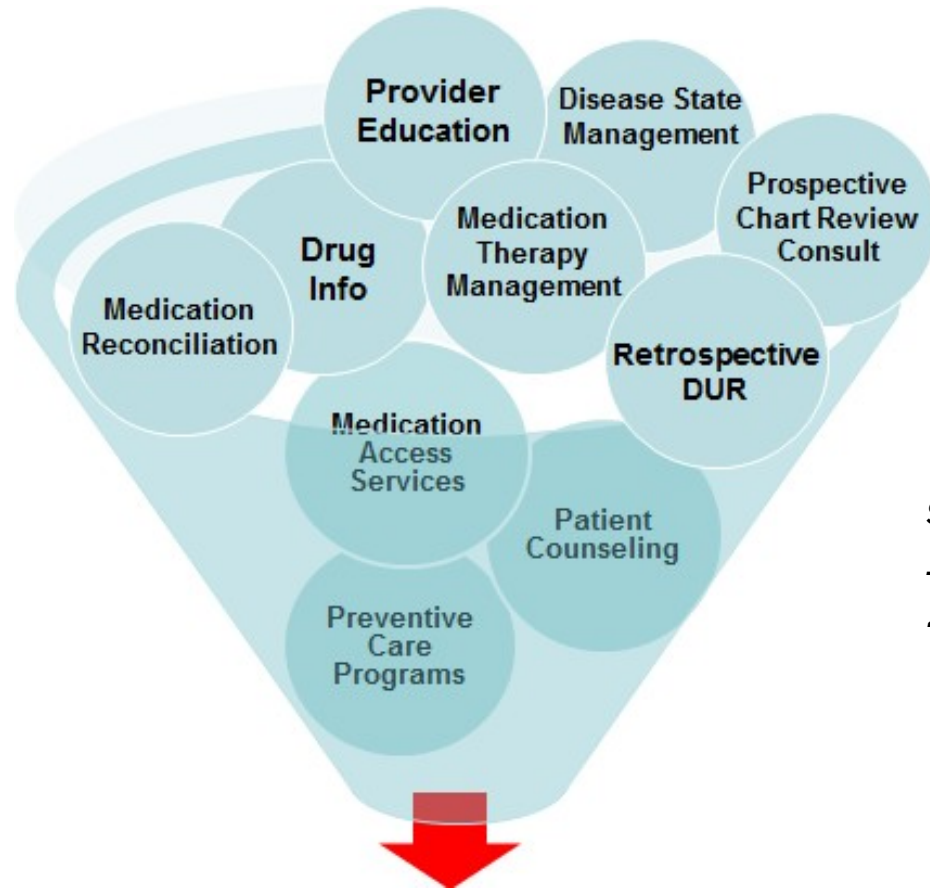 Provider
Education
Disease State
Management
Prospective
Chart Review
Consult
Drug
Info
Medication
Therapy
Management
Medication
Reconciliation
Retrospective
DUR
Medication
Access
Services
Patient
Counseling
Preventive
Care
Programs